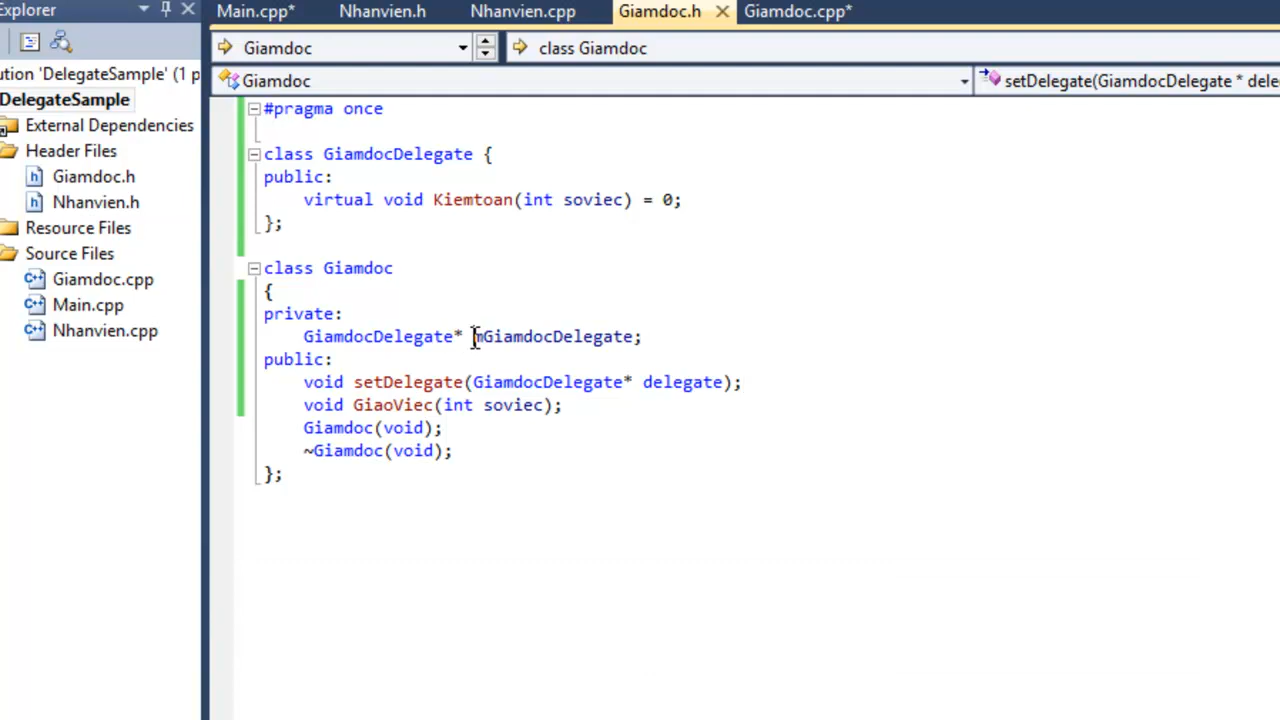 Explorer
Main.cpp*
Nhanvien.h
Nhanvien.cpp
Giamdoc.h
Giamdoc.cpp*
Giamdoc
class Giamdoc
ution 'DelegateSample' (1 p
Giamdoc
setDelegate(GiamdocDelegate * dele
DelegateSample
External Dependencies
Header Files
Giamdoc.h
Nhanvien.h
Resource Files
Source Files
Giamdoc.cpp
Main.cpp
Nhanvien.cpp
#pragma once
class GiamdocDelegate {
public:
virtual void Kiemtoan(int soviec) = 0;
};
class Giamdoc
{
private:
GiamdocDelegate* mGiamdocDelegate;
public:
void setDelegate(GiamdocDelegate* delegate);
void GiaoViec(int soviec);
Giamdoc(void);
~Giamdoc(void);
};